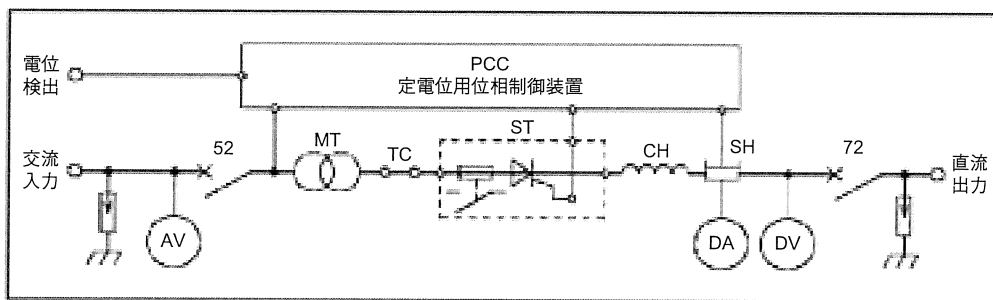 電位
検出
PCC
定電位用位相制御装置
交流
入力
52
MT
TC
ST
CH
SH
72
直流
出力
AV
DA
DV